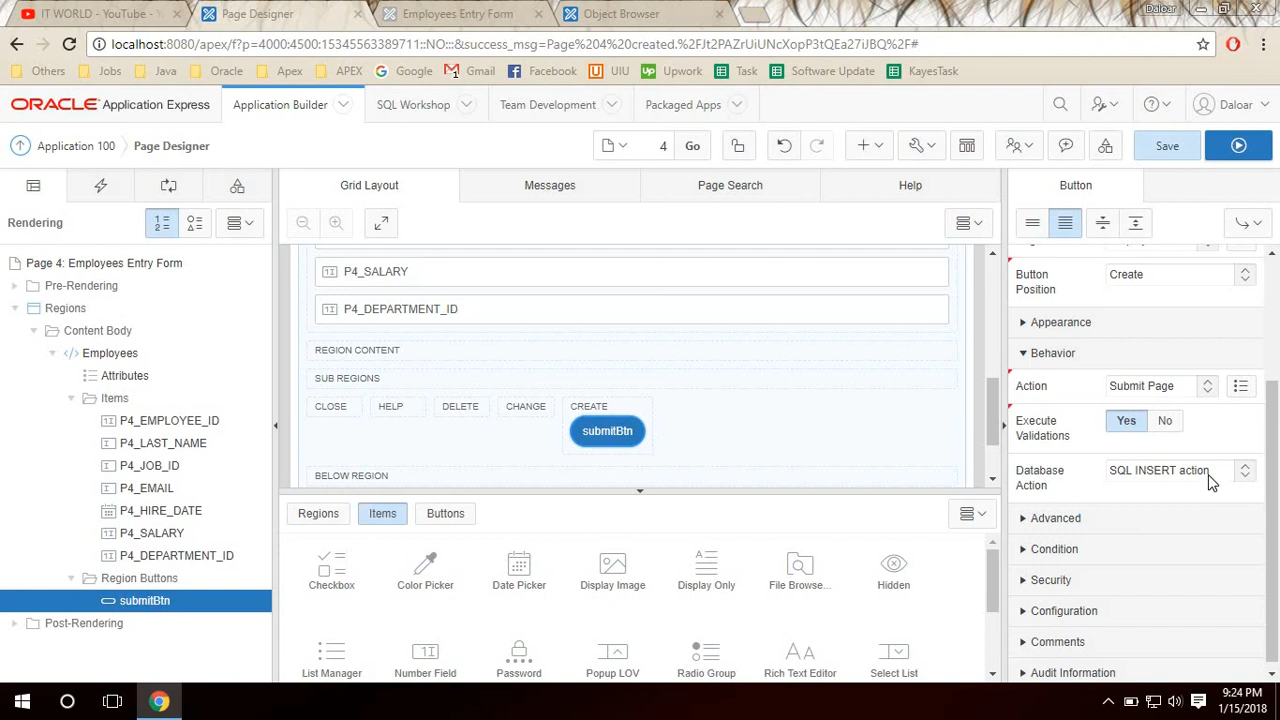 IT WORLD - YouTube -
Page Designer
Employees Entry Form
Object Browser
Daloar
localhost:8080/apex/f?p=4000:4500:15345563389711::NO:::&success_msg=Page%204%20created.%2FJt2PAZrUiUNcXopP3tQEa27iJBQ%2F#
Others
Jobs
Java
Oracle
Apex
APEX
Google
Gmail
Facebook
UIU
Upwork
Task
Software Update
KayesTask
ORACLE Application Express
Application Builder
SQL Workshop
Team Development
Packaged Apps
Daloar
Application 100
Page Designer
4
Go
Save
Grid Layout
Messages
Page Search
Help
Button
Rendering
Page 4: Employees Entry Form
Pre-Rendering
Regions
Content Body
Employees
Attributes
Items
P4_EMPLOYEE_ID
P4_LAST_NAME
P4_JOB_ID
P4_EMAIL
P4_HIRE_DATE
P4_SALARY
P4_DEPARTMENT_ID
Region Buttons
submitBtn
Post-Rendering
P4_SALARY
P4_DEPARTMENT_ID
REGION CONTENT
SUB REGIONS
CLOSE
HELP
DELETE
CHANGE
CREATE
submitBtn
BELOW REGION
Regions
Items
Buttons
Checkbox
Color Picker
Date Picker
Display Image
Display Only
File Browse...
Hidden
List Manager
Number Field
Password
Popup LOV
Radio Group
Rich Text Editor
Select List
Button
Position
Create
Appearance
Behavior
Action
Submit Page
Execute
Validations
Yes
No
Database
Action
SQL INSERT action
Advanced
Condition
Security
Configuration
Comments
Audit Information
9:24 PM
1/15/2018